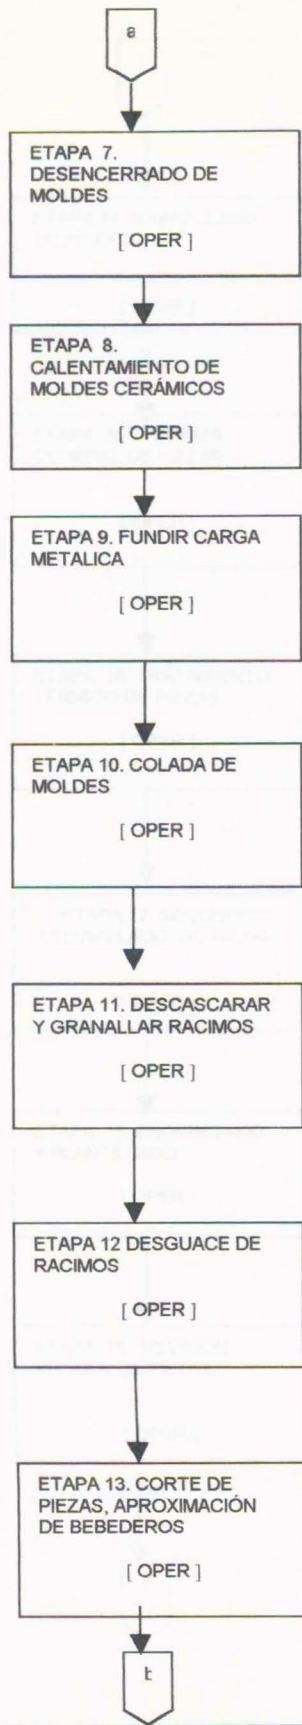 a
ETAPA 7.
DESENCERRADO DE
MOLDES
[ OPER ]
ETAPA 8.
CALENTAMIENTO DE
MOLDES CERÁMICOS
[ OPER ]
ETAPA 9. FUNDIR CARGA
METALICA
[ OPER ]
ETAPA 10. COLADA DE
MOLDES
[ OPER ]
ETAPA 11. DESCASCARAR
Y GRANALLAR RACIMOS
[ OPER ]
ETAPA 12 DESGUACE DE
RACIMOS
[ OPER ]
ETAPA 13. CORTE DE
PIEZAS, APROXIMACIÓN
DE BEBEDEROS
[ OPER ]